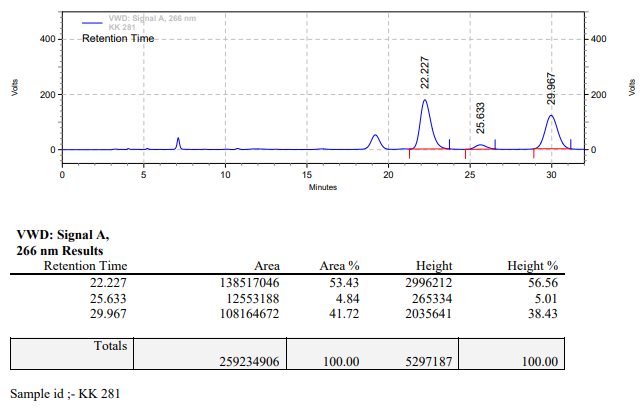 VWD: Signal A, 266 nm
KK 281
Retention Time
400
400
200
200
0
0
Volts
Volts
22.227
25.633
29.967
0 5 10 15 20 25 30
Minutes
VWD: Signal A,
266 nm Results
Retention Time Area Area % Height Height %
22.227 138517046 53.43 2996212 56.56
25.633 12553188 4.84 265334 5.01
29.967 108164672 41.72 2035641 38.43
Totals
259234906 100.00 5297187 100.00
Sample id ;- KK 281